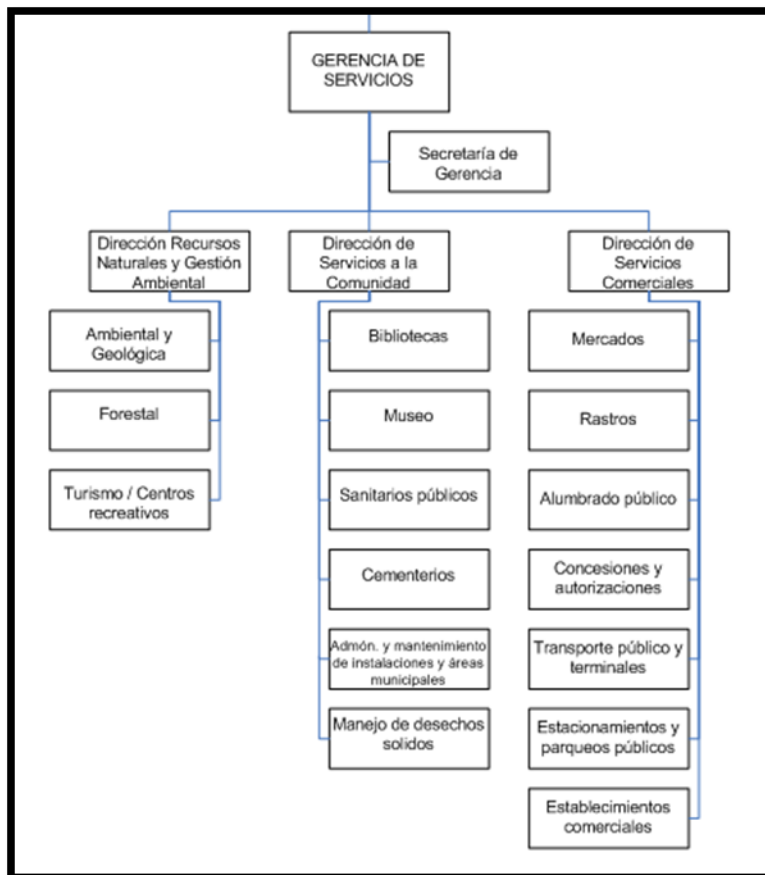 GERENCIA DE
SERVICIOS
Secretaría de
Gerencia
Dirección Recursos
Naturales y Gestión
Ambiental
Dirección de
Servicios a la
Comunidad
Dirección de
Servicios
Comerciales
Ambiental y
Geológica
Forestal
Turismo / Centros
recreativos
Bibliotecas
Museo
Sanitarios públicos
Cementerios
Admón. y mantenimiento
de instalaciones y áreas
municipales
Manejo de desechos
solidos
Mercados
Rastros
Alumbrado público
Concesiones y
autorizaciones
Transporte público y
terminales
Estacionamientos y
parqueos públicos
Establecimientos
comerciales